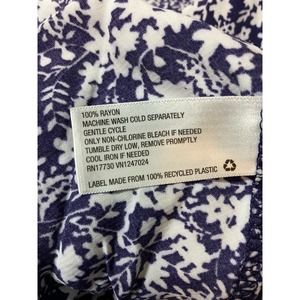 100% RAYON
MACHINE WASH COLD SEPARATELY
GENTLE CYCLE
ONLY NON-CHLORINE BLEACH IF NEEDED
TUMBLE DRY LOW, REMOVE PROMPTLY
COOL IRON IF NEEDED
RN17730 VN1247024
LABEL MADE FROM 100% RECYCLED PLASTIC